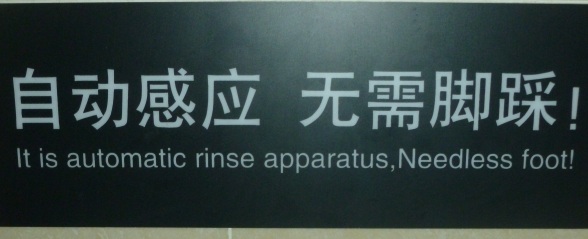 自动感应 无需脚踩!
It is automatic rinse apparatus,Needless foot!